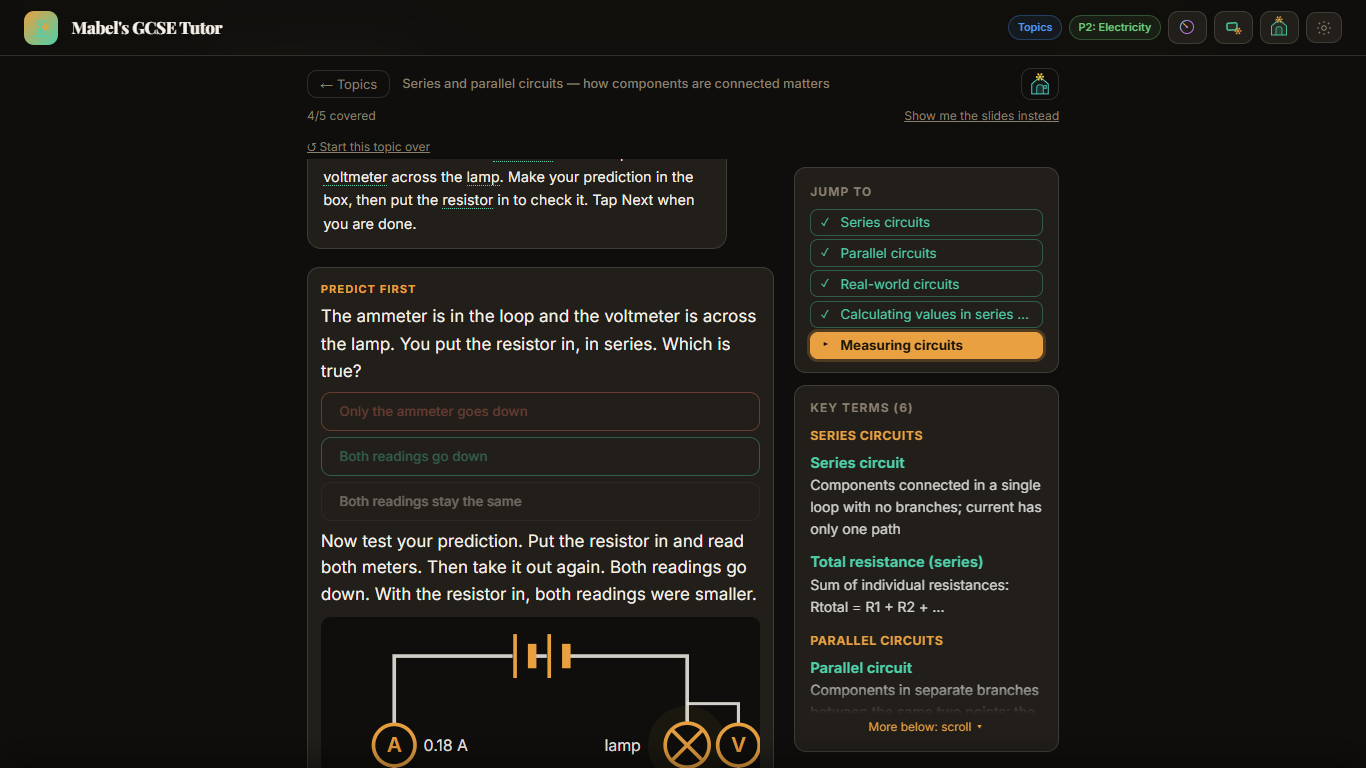 Mabel's GCSE Tutor
Topics
P2: Electricity
← Topics
Series and parallel circuits — how components are connected matters
4/5 covered
Show me the slides instead
↺ Start this topic over
voltmeter across the lamp. Make your prediction in the
box, then put the resistor in to check it. Tap Next when
you are done.
PREDICT FIRST
The ammeter is in the loop and the voltmeter is across
the lamp. You put the resistor in, in series. Which is
true?
Only the ammeter goes down
Both readings go down
Both readings stay the same
Now test your prediction. Put the resistor in and read
both meters. Then take it out again. Both readings go
down. With the resistor in, both readings were smaller.
A
0.18 A
lamp
V
JUMP TO
✓ Series circuits
✓ Parallel circuits
✓ Real-world circuits
✓ Calculating values in series ...
‣ Measuring circuits
KEY TERMS (6)
SERIES CIRCUITS
Series circuit
Components connected in a single
loop with no branches; current has
only one path
Total resistance (series)
Sum of individual resistances:
Rtotal = R1 + R2 + ...
PARALLEL CIRCUITS
Parallel circuit
Components in separate branches
between the same two points; the
More below: scroll ▾